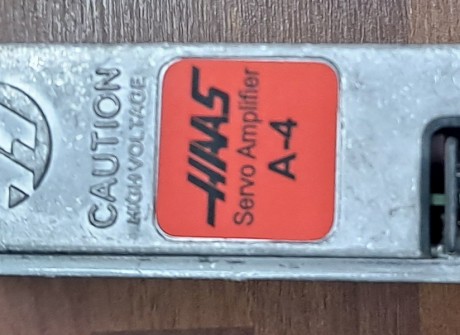 CAUTION
HIGH VOLTAGE
HAAS
Servo Amplifier
A-4